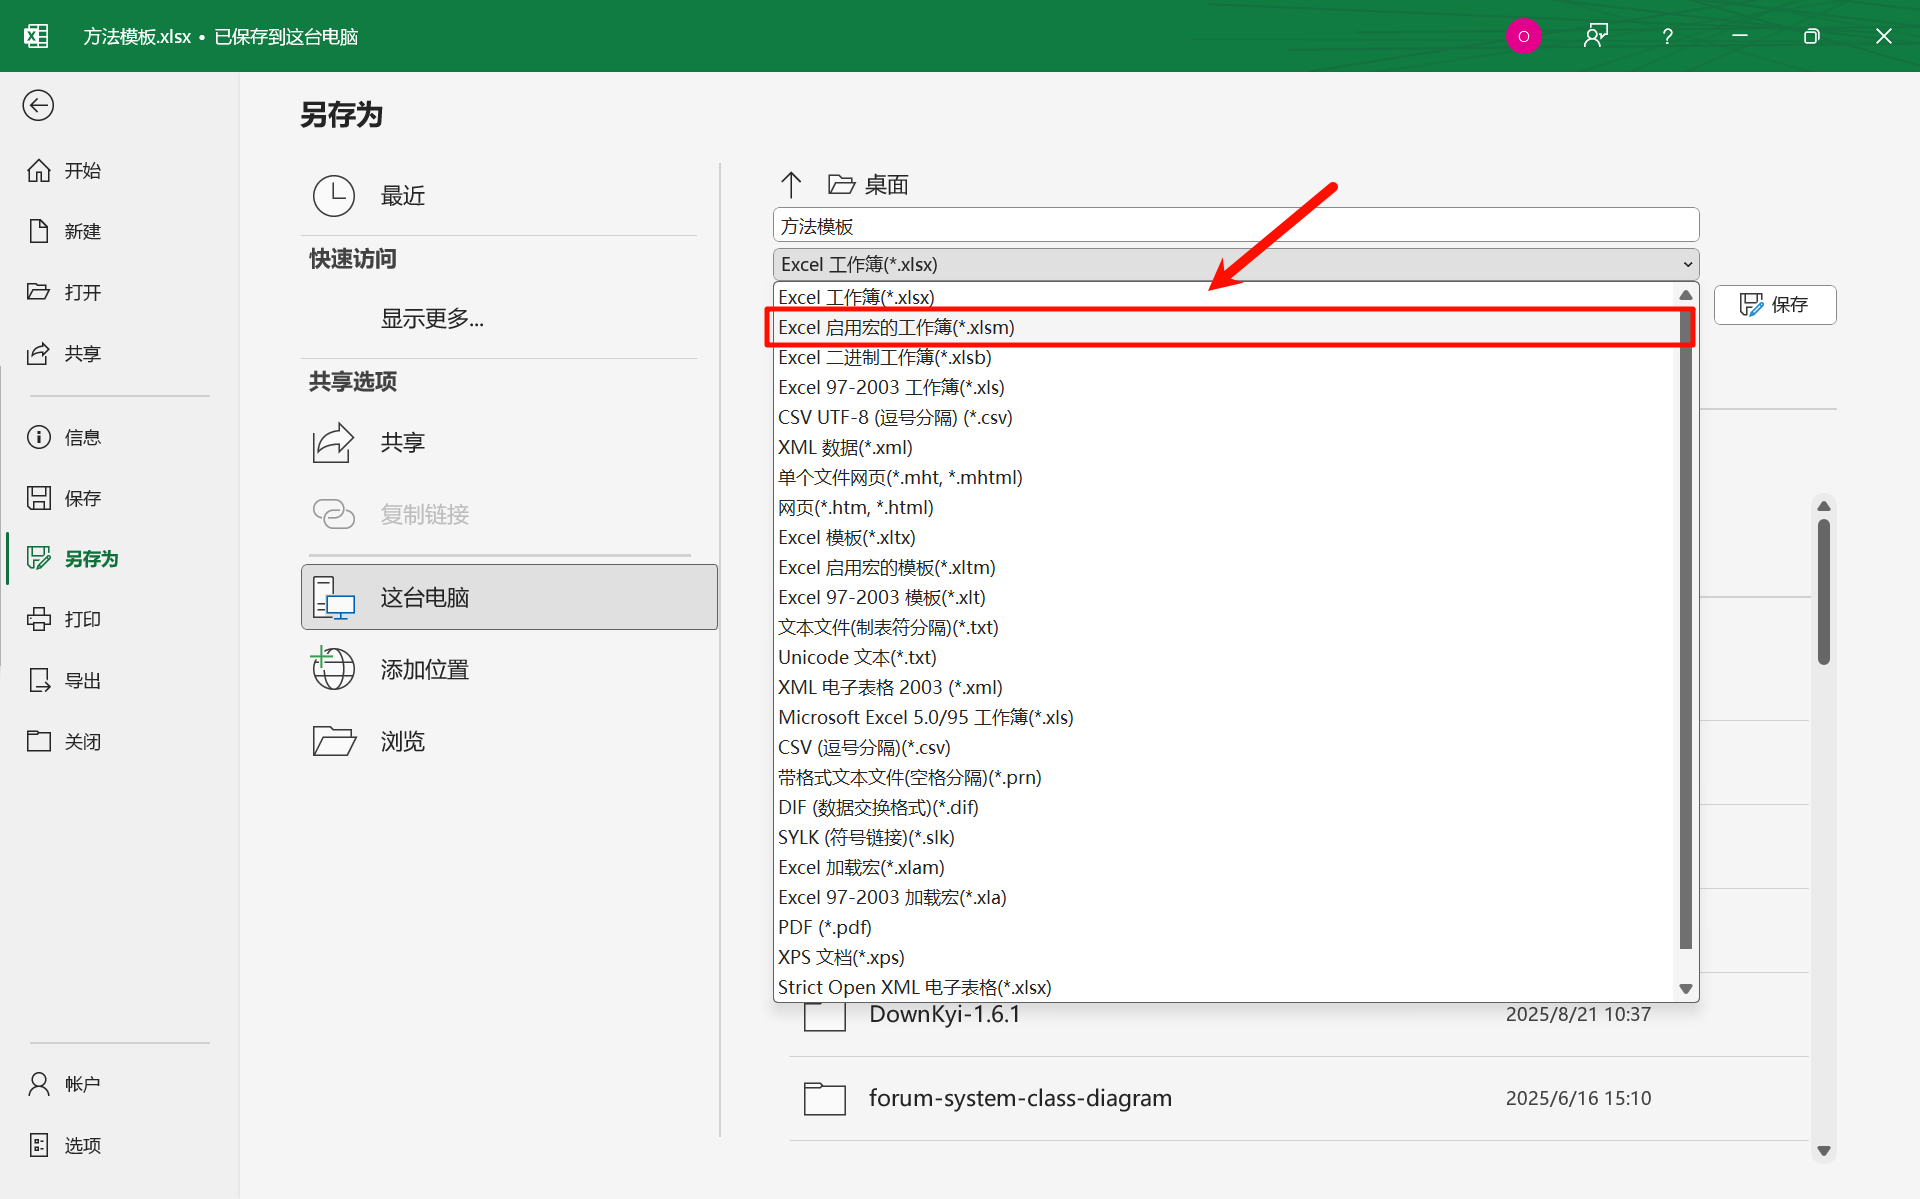 方法模板.xlsx • 已保存到这台电脑
O
?
开始
新建
打开
共享
信息
保存
另存为
打印
导出
关闭
帐户
选项
另存为
最近
快速访问
显示更多...
共享选项
共享
复制链接
这台电脑
添加位置
浏览
桌面
方法模板
Excel 工作簿(*.xlsx)
保存
Excel 工作簿(*.xlsx)
Excel 启用宏的工作簿(*.xlsm)
Excel 二进制工作簿(*.xlsb)
Excel 97-2003 工作簿(*.xls)
CSV UTF-8 (逗号分隔) (*.csv)
XML 数据(*.xml)
单个文件网页(*.mht, *.mhtml)
网页(*.htm, *.html)
Excel 模板(*.xltx)
Excel 启用宏的模板(*.xltm)
Excel 97-2003 模板(*.xlt)
文本文件(制表符分隔)(*.txt)
Unicode 文本(*.txt)
XML 电子表格 2003 (*.xml)
Microsoft Excel 5.0/95 工作簿(*.xls)
CSV (逗号分隔)(*.csv)
带格式文本文件(空格分隔)(*.prn)
DIF (数据交换格式)(*.dif)
SYLK (符号链接)(*.slk)
Excel 加载宏(*.xlam)
Excel 97-2003 加载宏(*.xla)
PDF (*.pdf)
XPS 文档(*.xps)
Strict Open XML 电子表格(*.xlsx)
DownKyi-1.6.1 2025/8/21 10:37
forum-system-class-diagram 2025/6/16 15:10